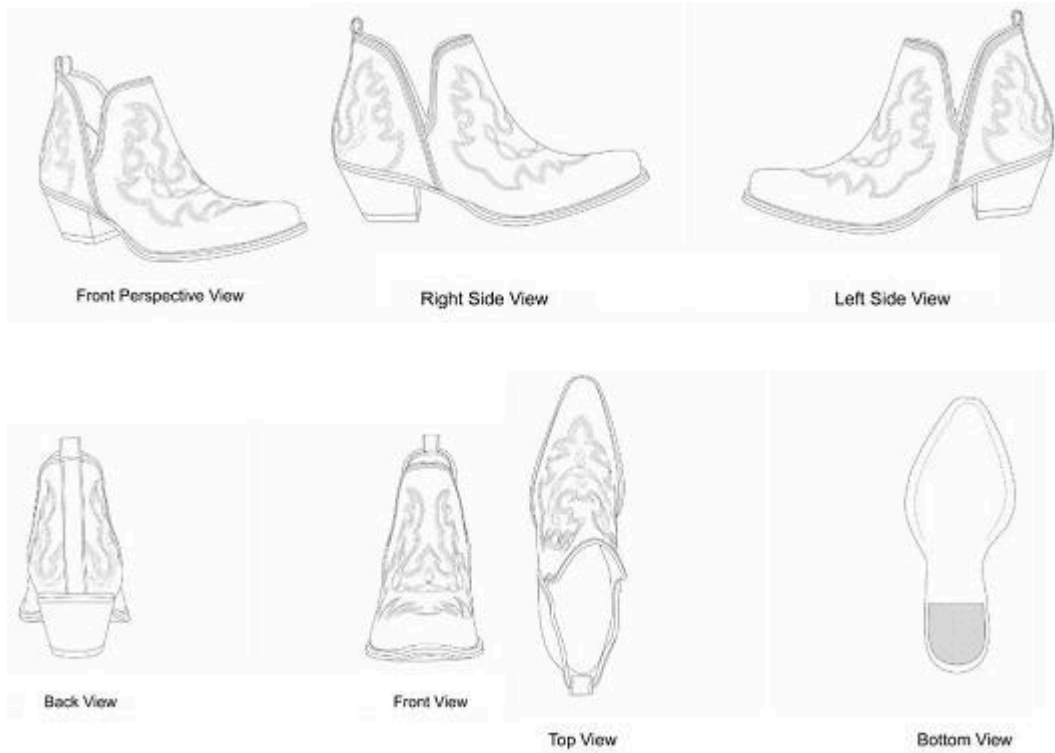 Front Perspective View
Right Side View
Left Side View
Back View
Front View
Top View
Bottom View